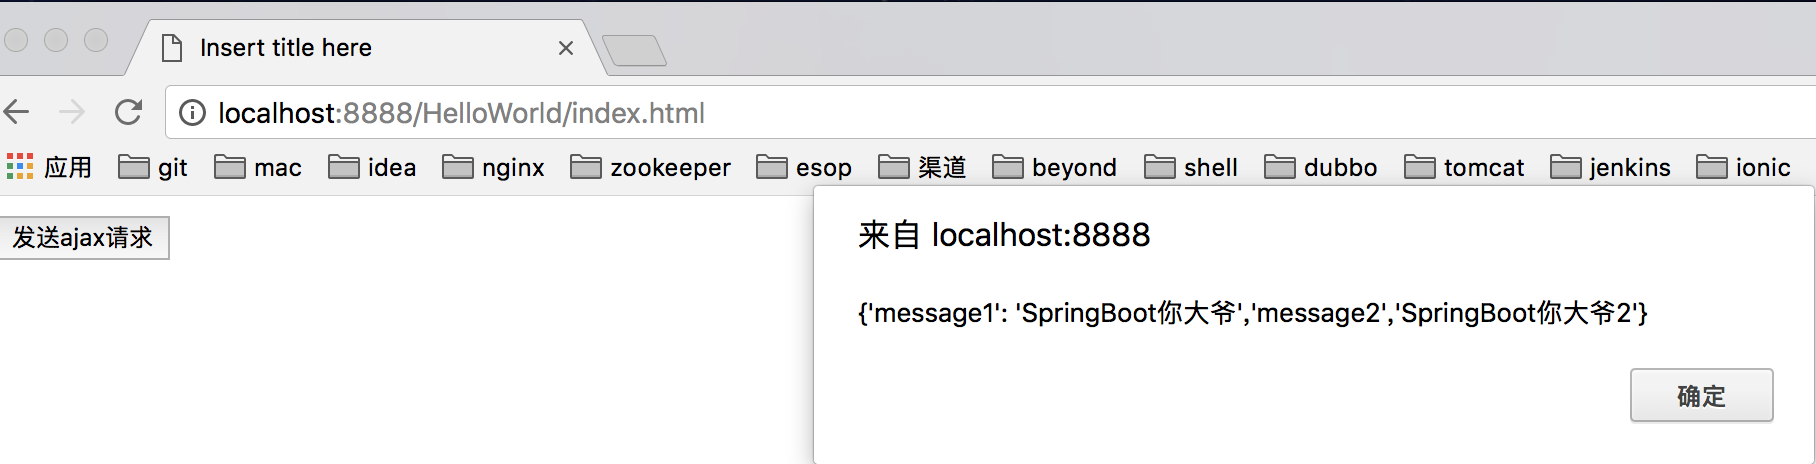 Insert title here
localhost:8888/HelloWorld/index.html
应用 git mac idea nginx zookeeper esop 渠道 beyond shell dubbo tomcat jenkins ionic
发送ajax请求
来自 localhost:8888
{'message1': 'SpringBoot你大爷','message2','SpringBoot你大爷2'}
确定